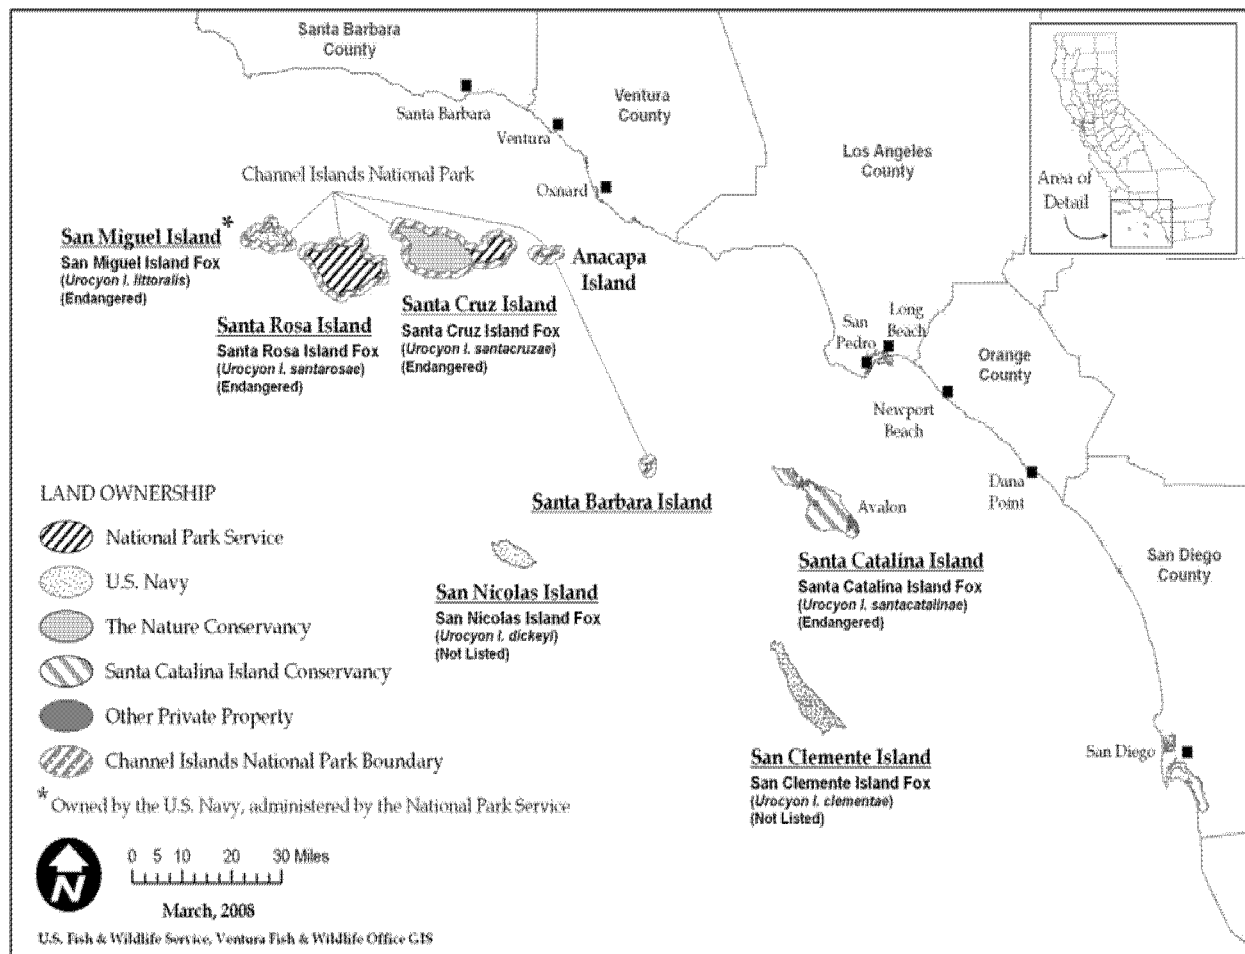 Santa Barbara
County
Ventura
County
Los Angeles
County
Santa Barbara
Ventura
Oxnard
Area of
Detail
Channel Islands National Park
San Miguel Island*
San Miguel Island Fox
(Urocyon l. littoralis)
(Endangered)
Anacapa
Island
Santa Cruz Island
Santa Cruz Island Fox
(Urocyon l. santacruzae)
(Endangered)
Santa Rosa Island
Santa Rosa Island Fox
(Urocyon l. santarosae)
(Endangered)
San
Pedro
Long
Beach
Orange
County
Newport
Beach
Dana
Point
Santa Barbara Island
Avalon
Santa Catalina Island
Santa Catalina Island Fox
(Urocyon l. santacatalinae)
(Endangered)
San Diego
County
San Nicolas Island
San Nicolas Island Fox
(Urocyon l. dickeyi)
(Not Listed)
San Clemente Island
San Clemente Island Fox
(Urocyon l. clementae)
(Not Listed)
San Diego
LAND OWNERSHIP
National Park Service
U.S. Navy
The Nature Conservancy
Santa Catalina Island Conservancy
Other Private Property
Channel Islands National Park Boundary
* Owned by the U.S. Navy, administered by the National Park Service
N
0 5 10 20 30 Miles
March, 2008
U.S. Fish & Wildlife Service, Ventura Fish & Wildlife Office GIS